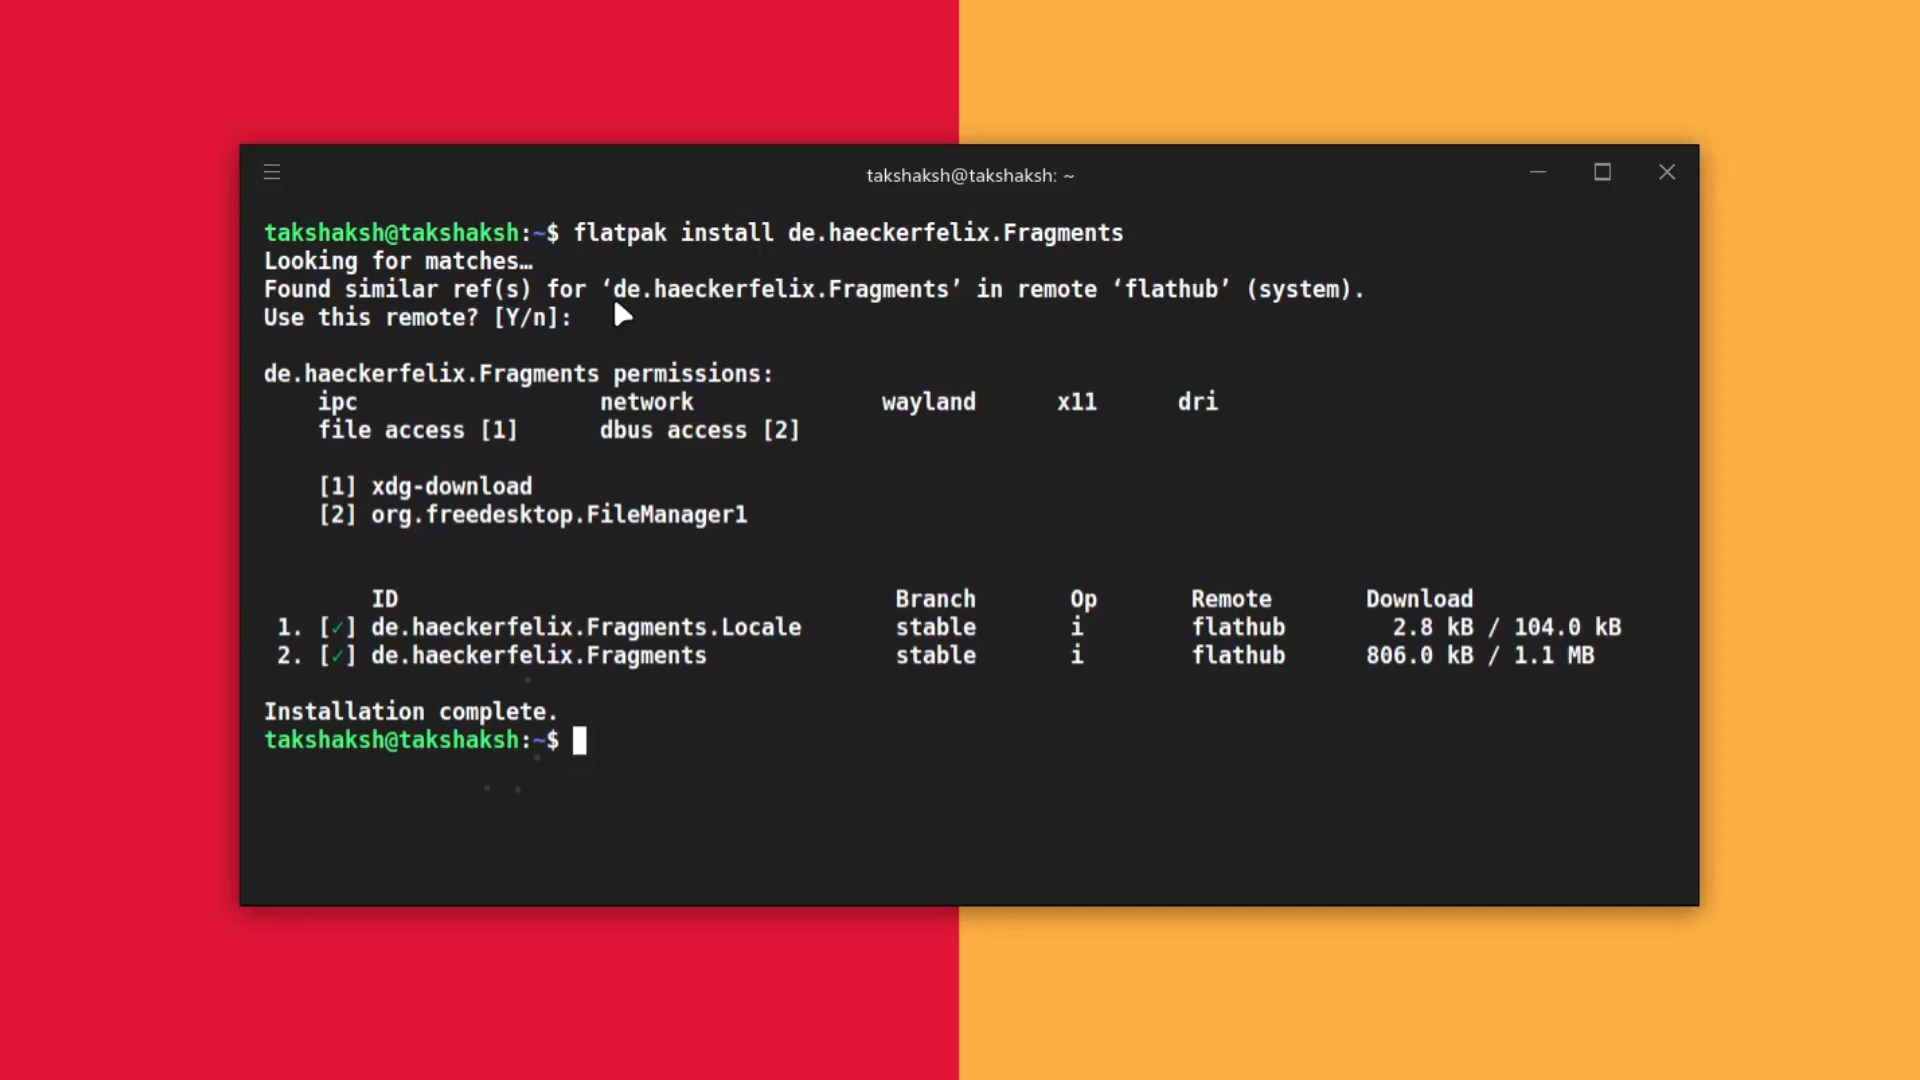 takshaksh@takshaksh: ~
takshaksh@takshaksh:~$ flatpak install de.haeckerfelix.Fragments
Looking for matches…
Found similar ref(s) for ‘de.haeckerfelix.Fragments’ in remote ‘flathub’ (system).
Use this remote? [Y/n]:
de.haeckerfelix.Fragments permissions:
ipc network wayland x11 dri
file access [1] dbus access [2]
[1] xdg-download
[2] org.freedesktop.FileManager1
ID Branch Op Remote Download
1. [✓] de.haeckerfelix.Fragments.Locale stable i flathub 2.8 kB / 104.0 kB
2. [✓] de.haeckerfelix.Fragments stable i flathub 806.0 kB / 1.1 MB
Installation complete.
takshaksh@takshaksh:~$